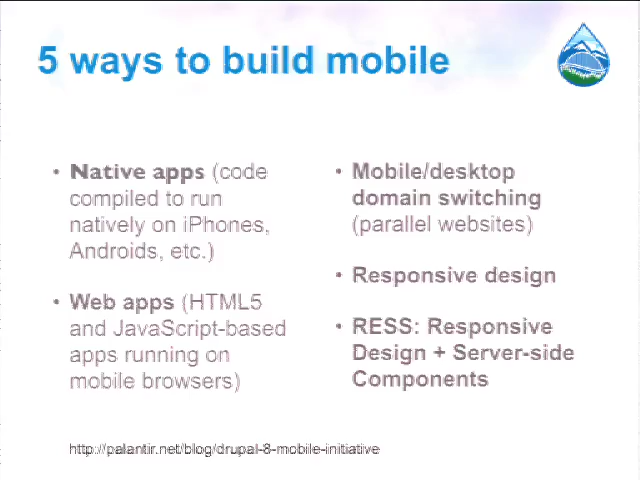 5 ways to build mobile
• Native apps (code
compiled to run
natively on iPhones,
Androids, etc.)
• Web apps (HTML5
and JavaScript-based
apps running on
mobile browsers)
• Mobile/desktop
domain switching
(parallel websites)
• Responsive design
• RESS: Responsive
Design + Server-side
Components
http://palantir.net/blog/drupal-8-mobile-initiative